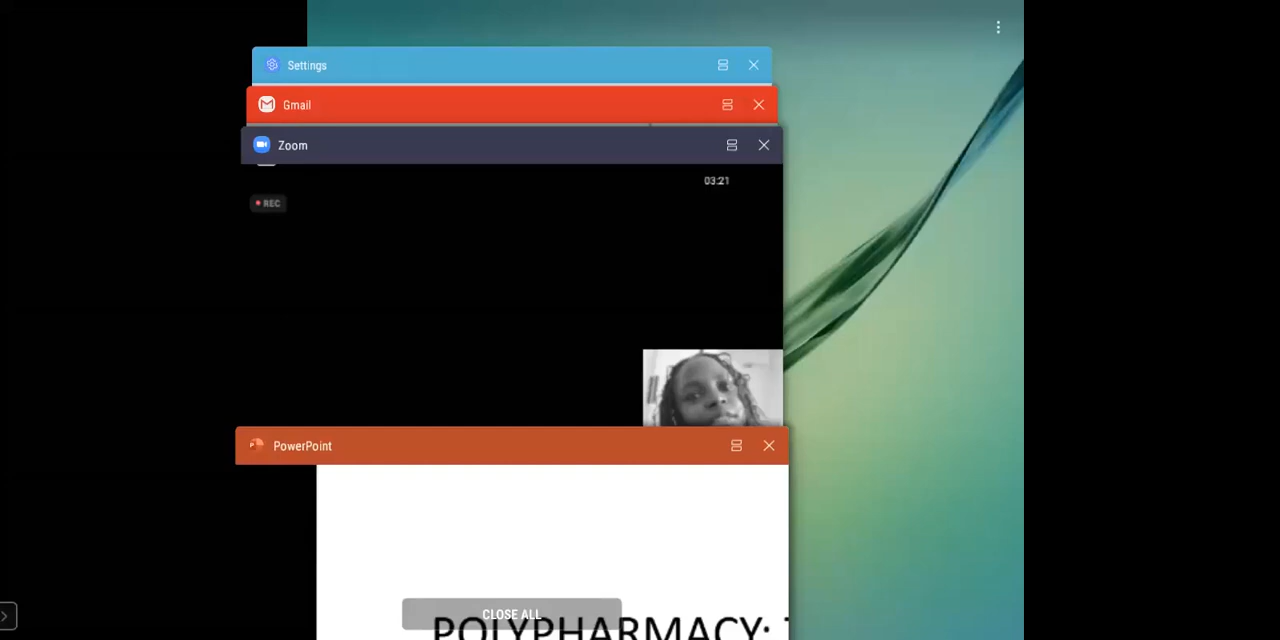 Settings
Gmail
Zoom
03:21
REC
PowerPoint
CLOSE ALL
POLYPHARMACY: